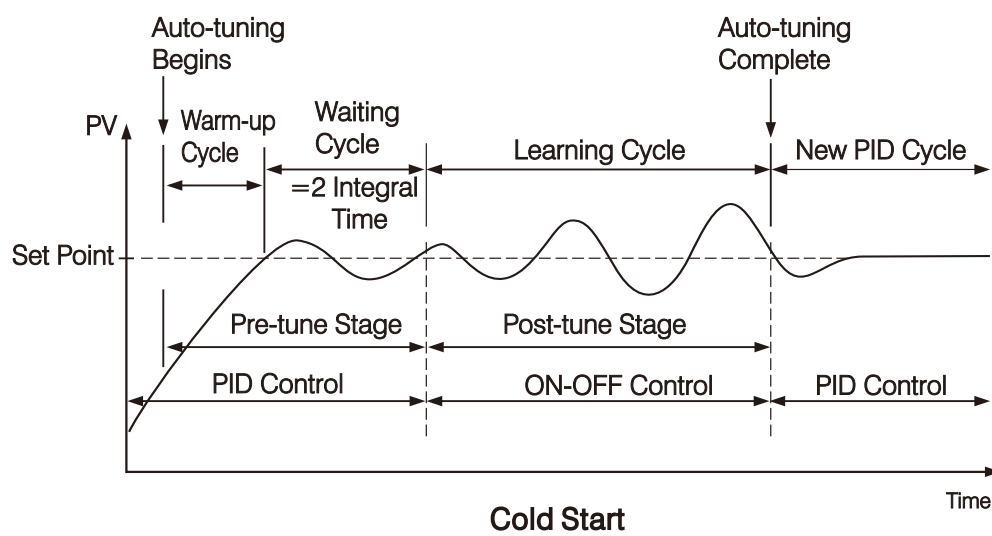 Auto-tuning
Begins
Auto-tuning
Complete
PV
Warm-up
Cycle
Waiting
Cycle
=2 Integral
Time
Learning Cycle
New PID Cycle
Set Point
Pre-tune Stage
Post-tune Stage
PID Control
ON-OFF Control
PID Control
Time
Cold Start